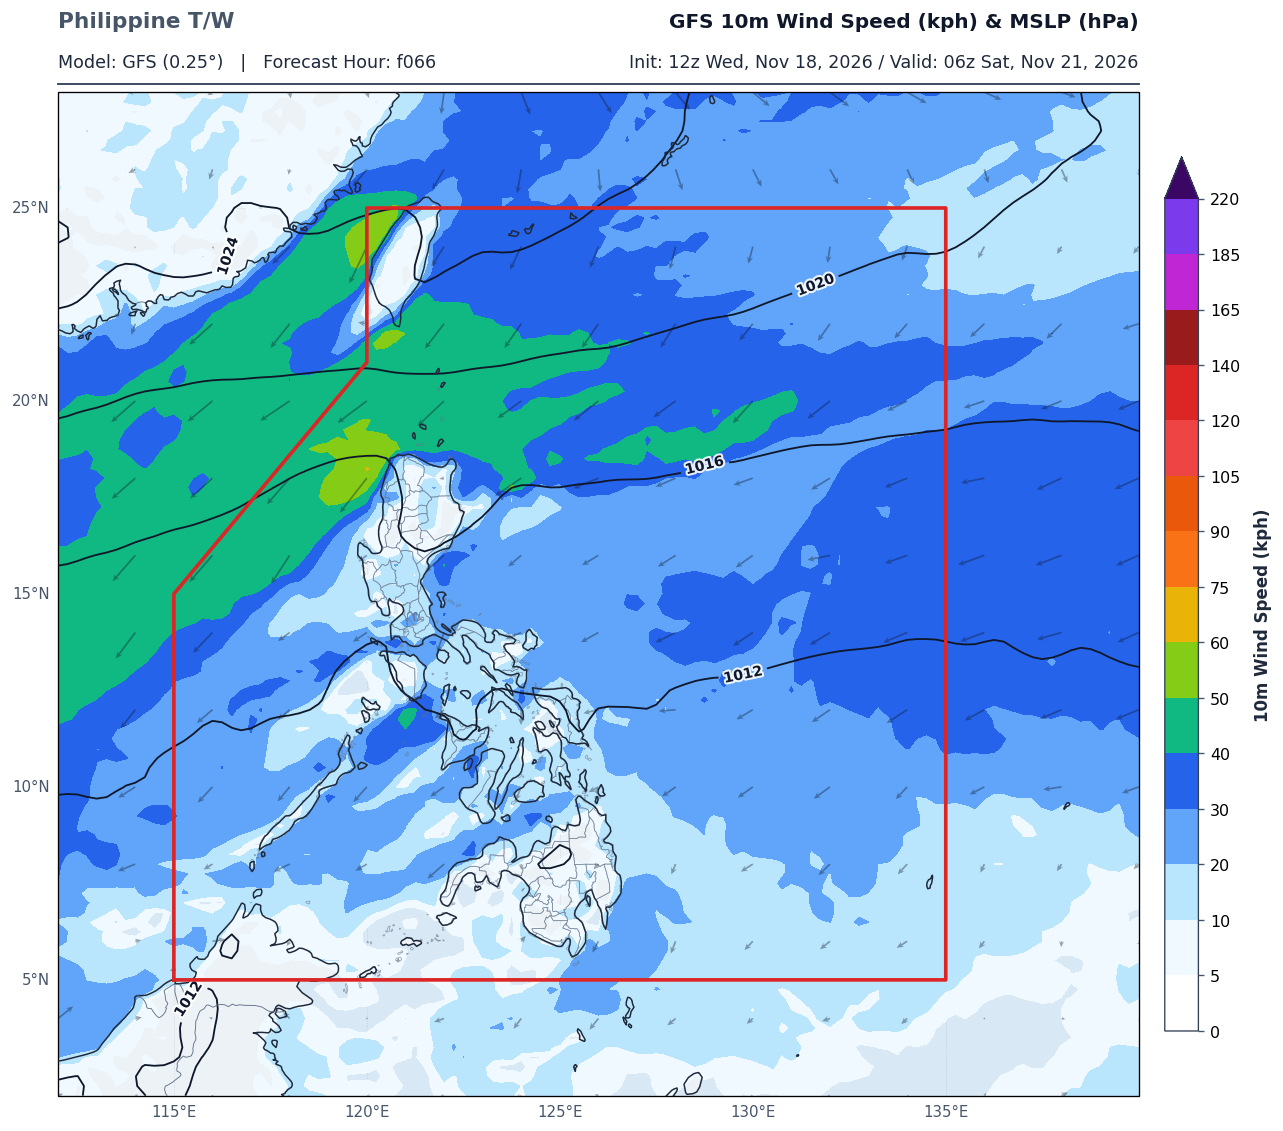 Philippine T/W
GFS 10m Wind Speed (kph) & MSLP (hPa)
Model: GFS (0.25°)   |   Forecast Hour: f066
Init: 12z Wed, Nov 18, 2026 / Valid: 06z Sat, Nov 21, 2026
25°N
20°N
15°N
10°N
5°N
115°E
120°E
125°E
130°E
135°E
1024
1020
1016
1012
1012
220
185
165
140
120
105
90
75
60
50
40
30
20
10
5
0
10m Wind Speed (kph)